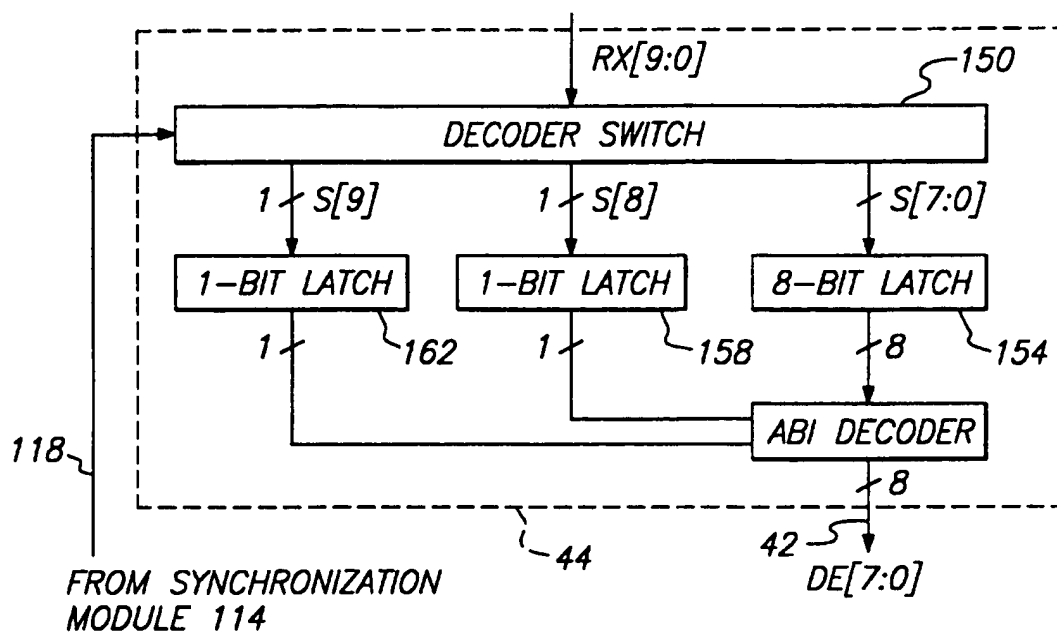 RX[9:0]
150
DECODER SWITCH
1 S[9]
1 S[8]
S[7:0]
1-BIT LATCH
1-BIT LATCH
8-BIT LATCH
1
162
1
158
8
154
ABI DECODER
118
8
44
42
DE[7:0]
FROM SYNCHRONIZATION
MODULE 114